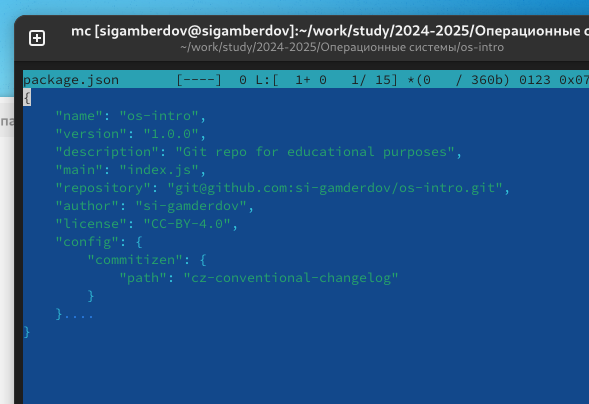 mc [sigamberdov@sigamberdov]:~/work/study/2024-2025/Операционные
~/work/study/2024-2025/Операционные системы/os-intro
package.json [----] 0 L:[ 1+ 0 1/ 15] *(0 / 360b) 0123 0x07
{
"name": "os-intro",
"version": "1.0.0",
"description": "Git repo for educational purposes",
"main": "index.js",
"repository": "git@github.com:si-gamderdov/os-intro.git",
"author": "si-gamderdov",
"license": "CC-BY-4.0",
"config": {
"commitizen": {
"path": "cz-conventional-changelog"
}
}....
}